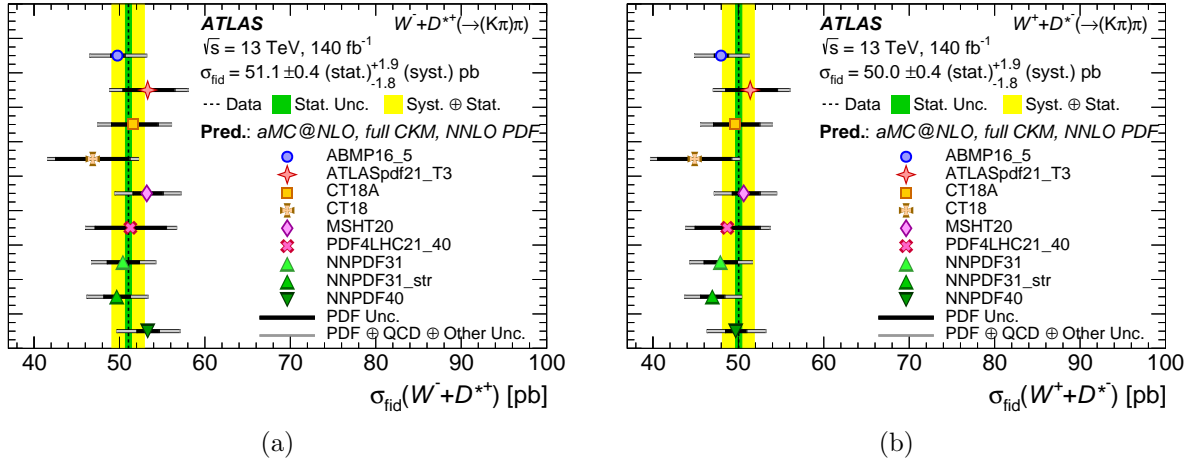 ATLAS W⁻+D*⁺(→(Kπ)π)
√s = 13 TeV, 140 fb⁻¹
σ_fid = 51.1 ±0.4 (stat.) +1.9 -1.8 (syst.) pb
Data Stat. Unc. Syst. ⊕ Stat.
Pred.: aMC@NLO, full CKM, NNLO PDF
ABMP16_5
ATLASpdf21_T3
CT18A
CT18
MSHT20
PDF4LHC21_40
NNPDF31
NNPDF31_str
NNPDF40
PDF Unc.
PDF ⊕ QCD ⊕ Other Unc.
40 50 60 70 80 90 100
σ_fid(W⁻+D*⁺) [pb]
(a)
ATLAS W⁺+D*⁻(→(Kπ)π)
√s = 13 TeV, 140 fb⁻¹
σ_fid = 50.0 ±0.4 (stat.) +1.9 -1.8 (syst.) pb
Data Stat. Unc. Syst. ⊕ Stat.
Pred.: aMC@NLO, full CKM, NNLO PDF
ABMP16_5
ATLASpdf21_T3
CT18A
CT18
MSHT20
PDF4LHC21_40
NNPDF31
NNPDF31_str
NNPDF40
PDF Unc.
PDF ⊕ QCD ⊕ Other Unc.
40 50 60 70 80 90 100
σ_fid(W⁺+D*⁻) [pb]
(b)